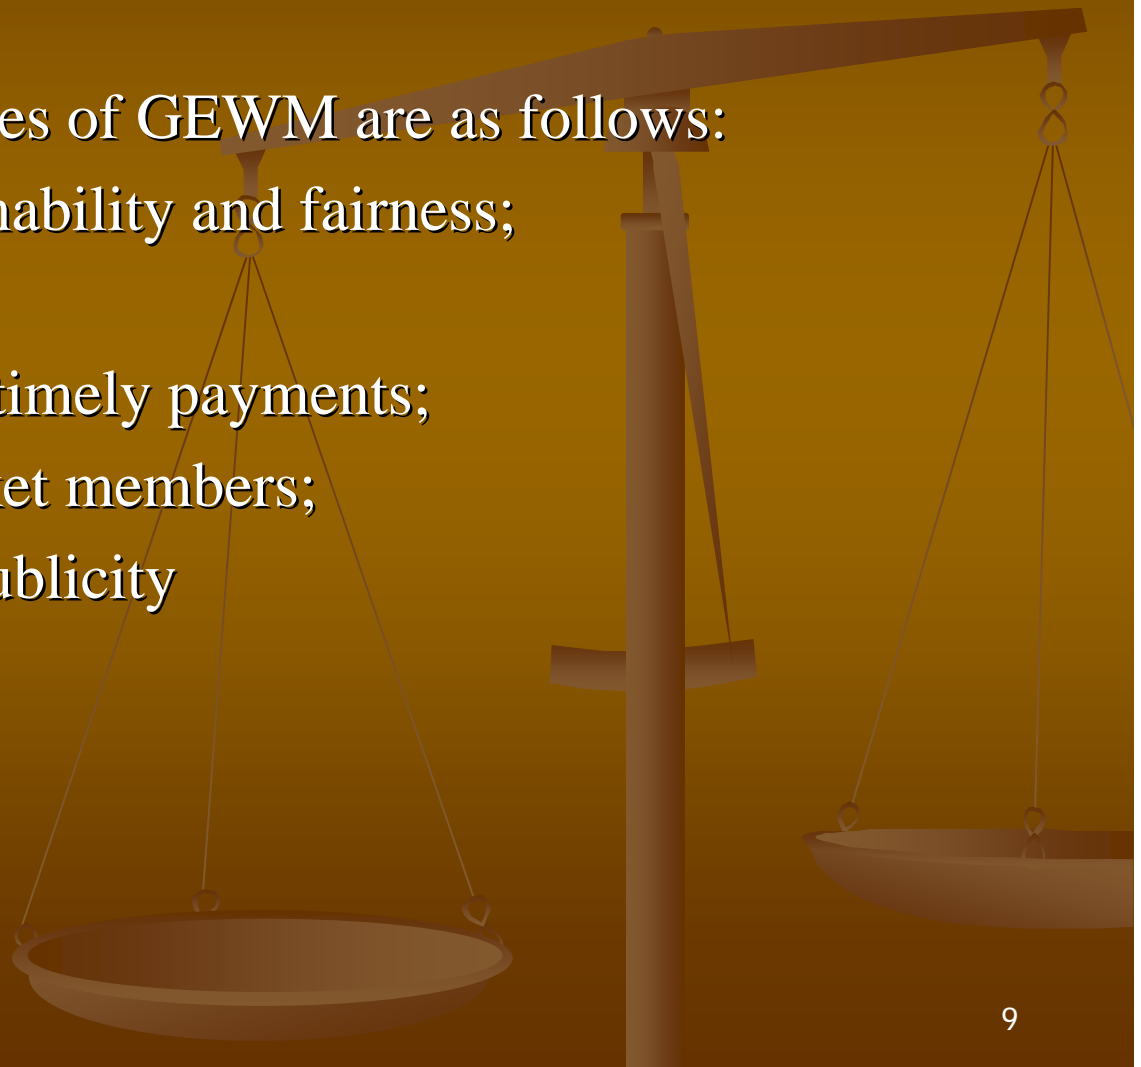 es of GEWM are as follows:
nability and fairness;
timely payments;
et members;
ublicity
9